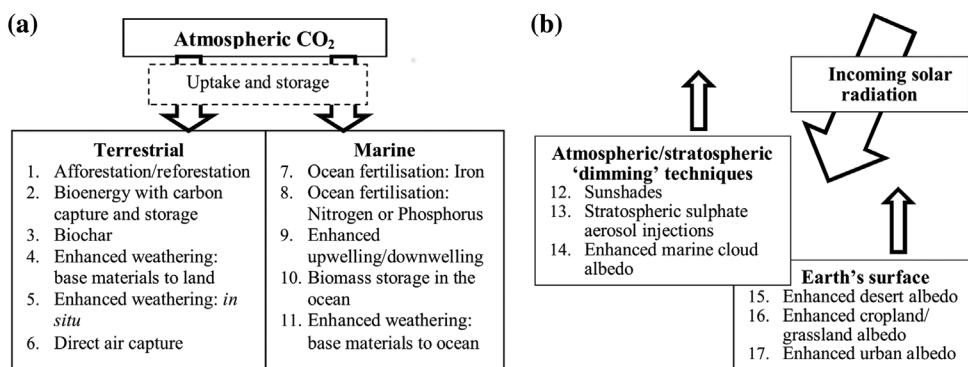 (a)
Atmospheric CO₂
Uptake and storage
Terrestrial
1. Afforestation/reforestation
2. Bioenergy with carbon
capture and storage
3. Biochar
4. Enhanced weathering:
base materials to land
5. Enhanced weathering: in
situ
6. Direct air capture
Marine
7. Ocean fertilisation: Iron
8. Ocean fertilisation:
Nitrogen or Phosphorus
9. Enhanced
upwelling/downwelling
10. Biomass storage in the
ocean
11. Enhanced weathering:
base materials to ocean
(b)
Incoming solar
radiation
Atmospheric/stratospheric
‘dimming’ techniques
12. Sunshades
13. Stratospheric sulphate
aerosol injections
14. Enhanced marine cloud
albedo
Earth’s surface
15. Enhanced desert albedo
16. Enhanced cropland/
grassland albedo
17. Enhanced urban albedo